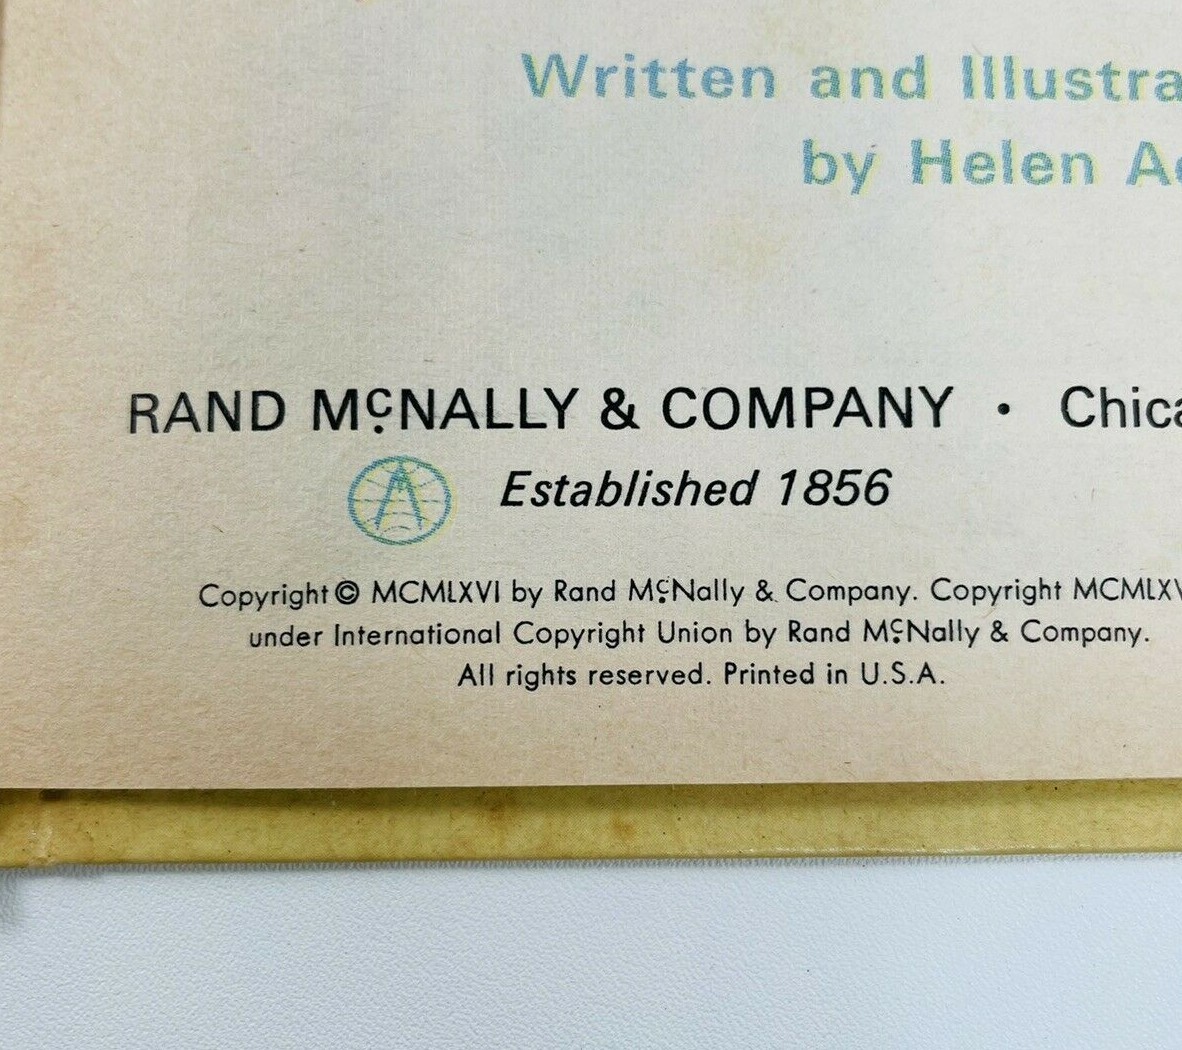 Written and Illustra
by Helen A
RAND McNALLY & COMPANY • Chica
Established 1856
Copyright © MCMLXVI by Rand McNally & Company. Copyright MCMLXV
under International Copyright Union by Rand McNally & Company.
All rights reserved. Printed in U.S.A.